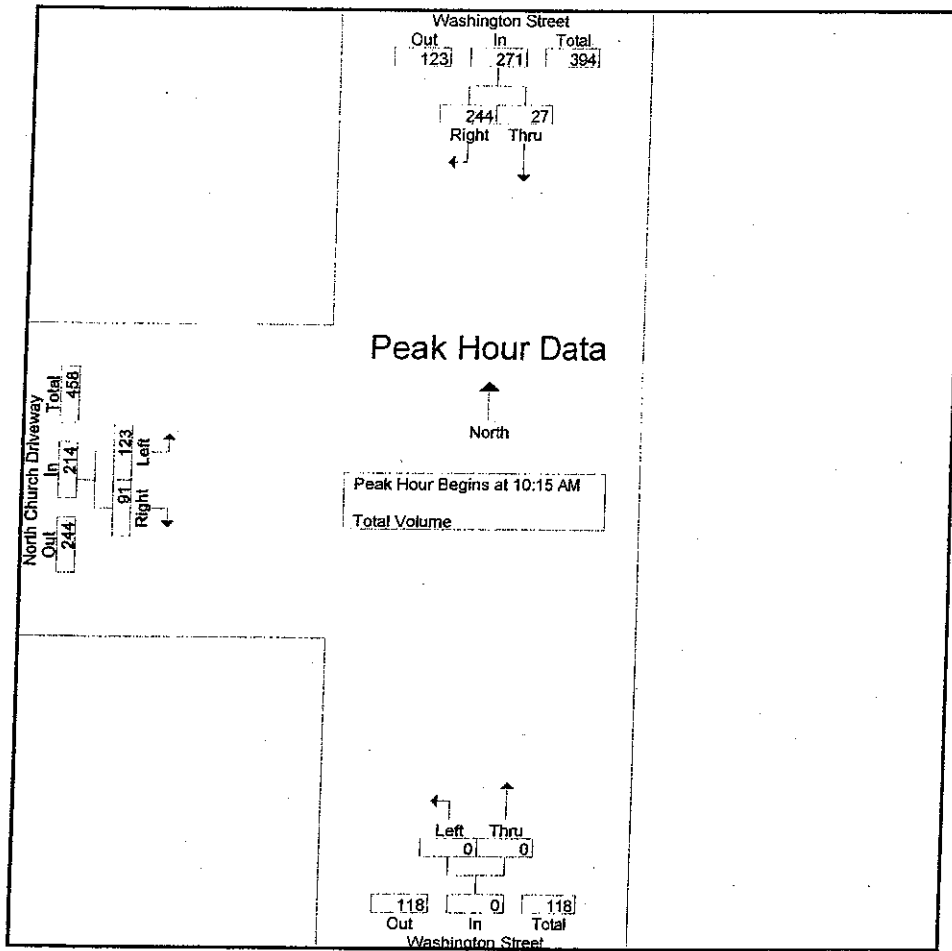 Washington Street
Out In Total
123 271 394
244 27
Right Thru
Peak Hour Data
North
Peak Hour Begins at 10:15 AM
Total Volume
North Church Driveway
Out In Total
244 214 458
91 123
Right Left
Left Thru
0 0
118 0 118
Out In Total
Washington Street